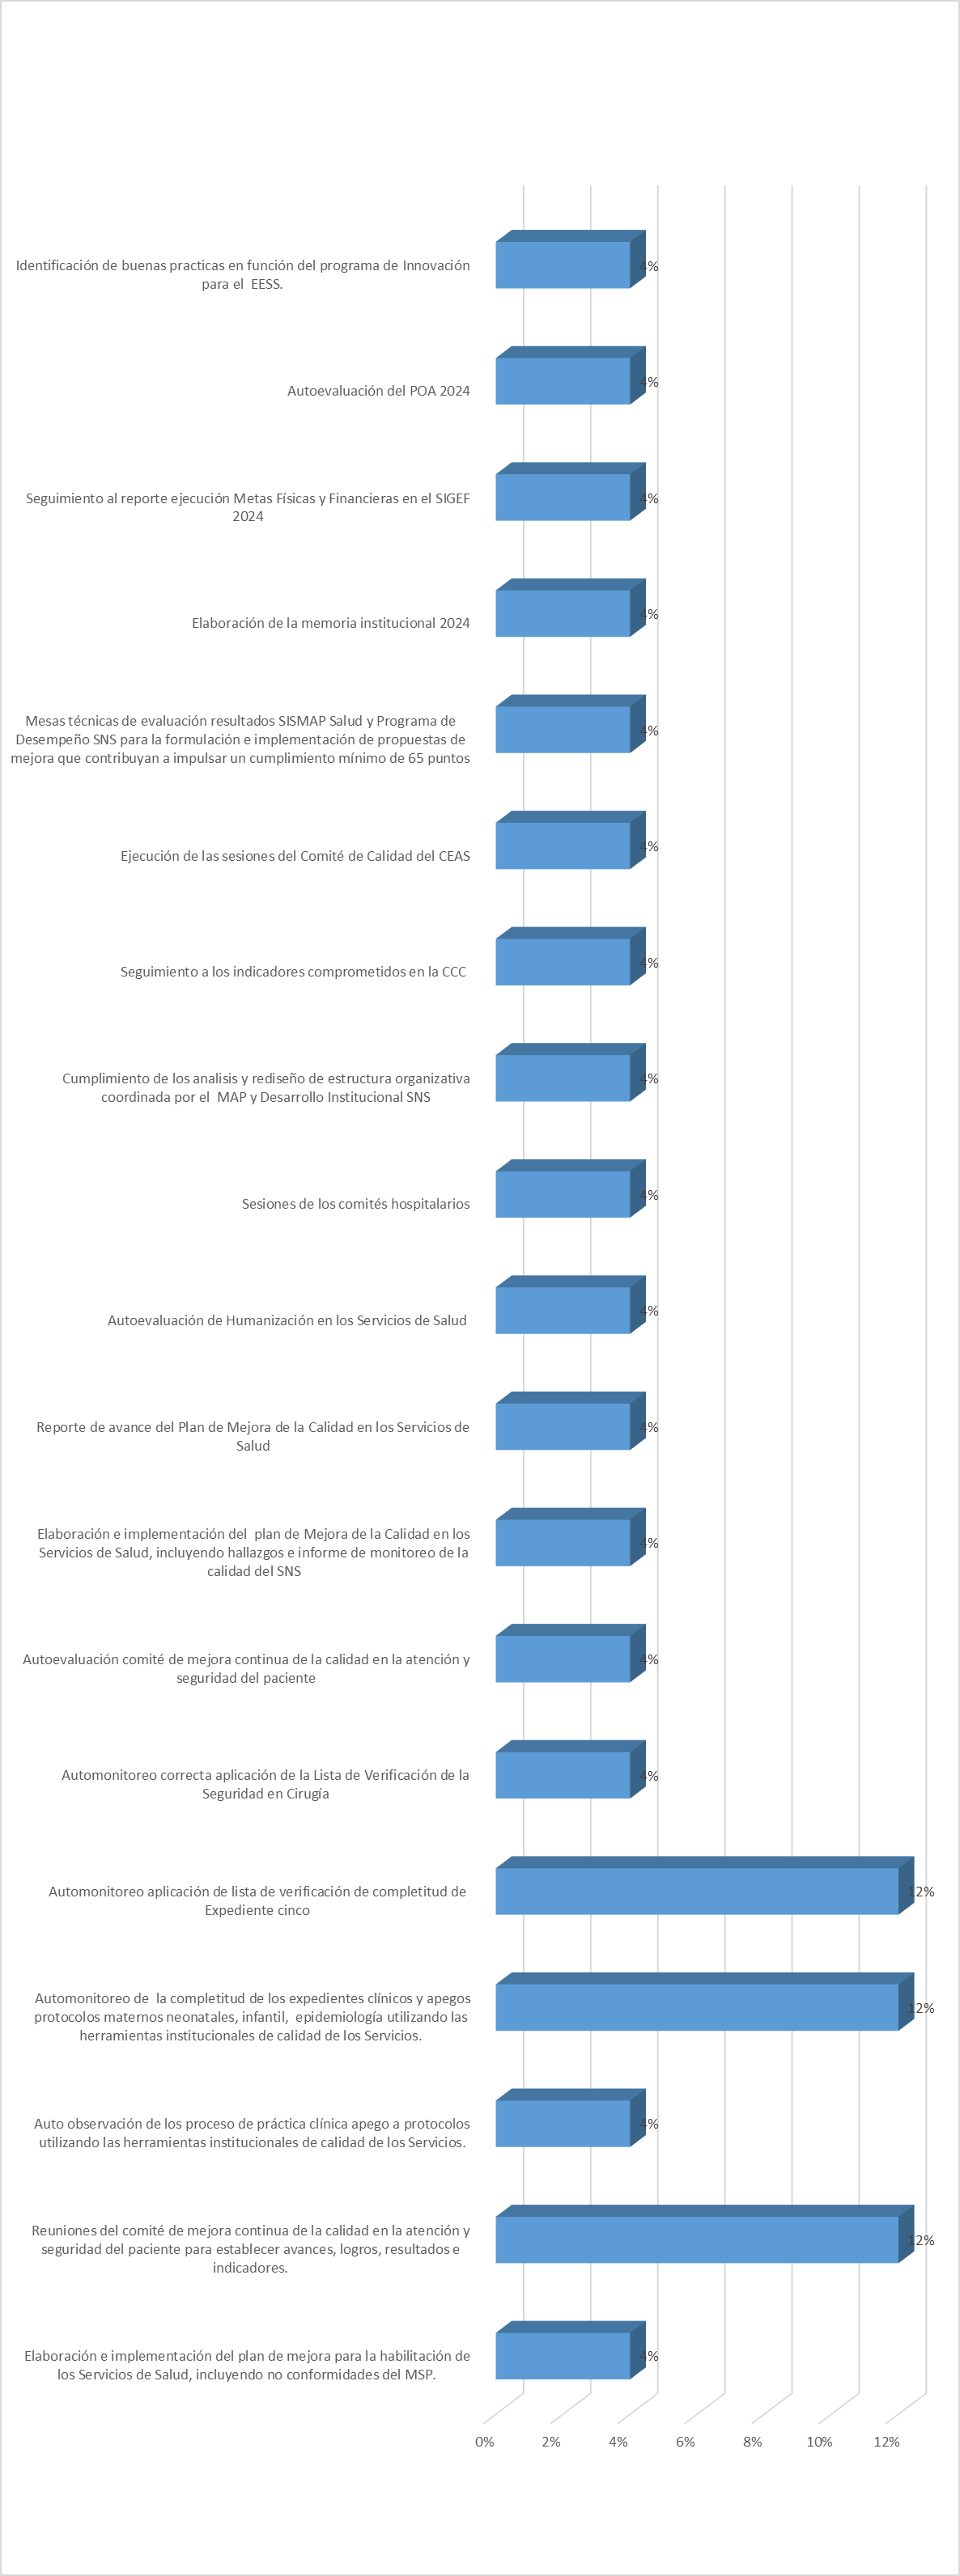 Identificación de buenas practicas en función del programa de Innovación
para el  EESS.
4%
Autoevaluación del POA 2024
4%
Seguimiento al reporte ejecución Metas Físicas y Financieras en el SIGEF
2024
4%
Elaboración de la memoria institucional 2024
4%
Mesas técnicas de evaluación resultados SISMAP Salud y Programa de
Desempeño SNS para la formulación e implementación de propuestas de
mejora que contribuyan a impulsar un cumplimiento mínimo de 65 puntos
4%
Ejecución de las sesiones del Comité de Calidad del CEAS
4%
Seguimiento a los indicadores comprometidos en la CCC
4%
Cumplimiento de los analisis y rediseño de estructura organizativa
coordinada por el  MAP y Desarrollo Institucional SNS
4%
Sesiones de los comités hospitalarios
4%
Autoevaluación de Humanización en los Servicios de Salud
4%
Reporte de avance del Plan de Mejora de la Calidad en los Servicios de
Salud
4%
Elaboración e implementación del  plan de Mejora de la Calidad en los
Servicios de Salud, incluyendo hallazgos e informe de monitoreo de la
calidad del SNS
4%
Autoevaluación comité de mejora continua de la calidad en la atención y
seguridad del paciente
4%
Automonitoreo correcta aplicación de la Lista de Verificación de la
Seguridad en Cirugía
4%
Automonitoreo aplicación de lista de verificación de completitud de
Expediente cinco
12%
Automonitoreo de  la completitud de los expedientes clínicos y apegos
protocolos maternos neonatales, infantil,  epidemiología utilizando las
herramientas institucionales de calidad de los Servicios.
12%
Auto observación de los proceso de práctica clínica apego a protocolos
utilizando las herramientas institucionales de calidad de los Servicios.
4%
Reuniones del comité de mejora continua de la calidad en la atención y
seguridad del paciente para establecer avances, logros, resultados e
indicadores.
12%
Elaboración e implementación del plan de mejora para la habilitación de
los Servicios de Salud, incluyendo no conformidades del MSP.
4%
0% 2% 4% 6% 8% 10% 12%